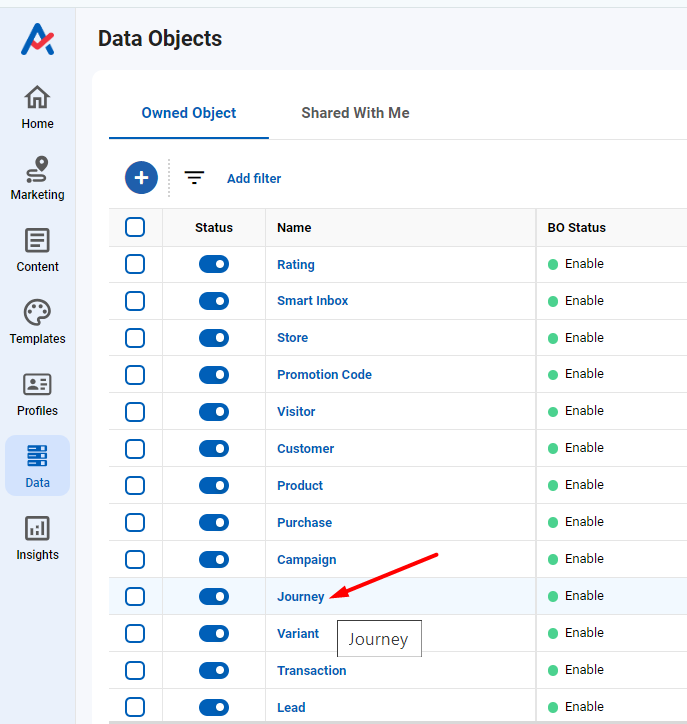 Data Objects
Home
Marketing
Content
Templates
Profiles
Data
Insights
Owned Object Shared With Me
+ Add filter
Status Name BO Status
Rating Enable
Smart Inbox Enable
Store Enable
Promotion Code Enable
Visitor Enable
Customer Enable
Product Enable
Purchase Enable
Campaign Enable
Journey Enable
Variant Journey Enable
Transaction Enable
Lead Enable